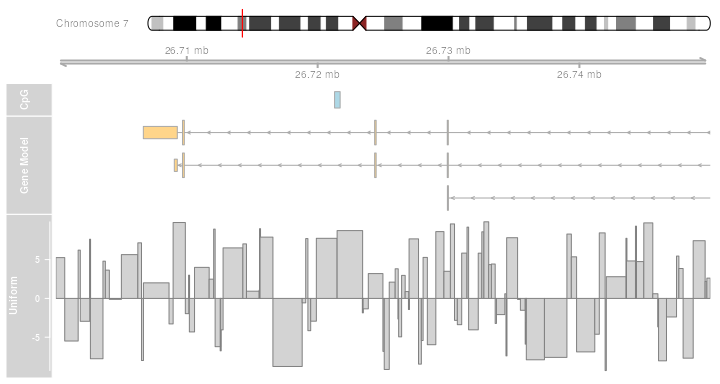 Chromosome 7
26.71 mb
26.73 mb
26.72 mb
26.74 mb
CpG
Gene Model
Uniform
5
0
-5